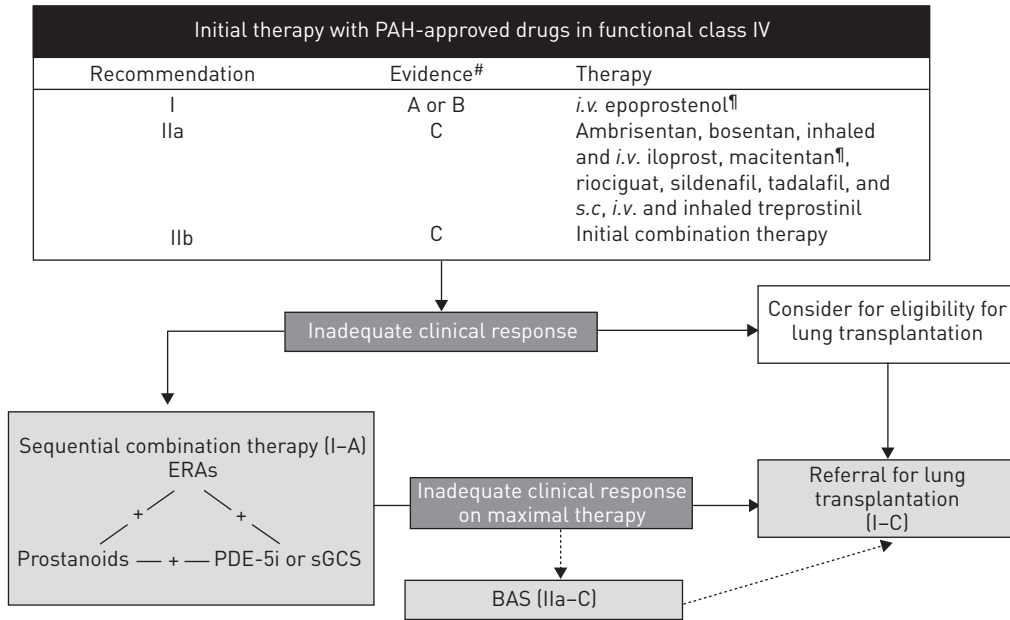 Initial therapy with PAH-approved drugs in functional class IV
Recommendation Evidence# Therapy
I A or B i.v. epoprostenol¶
IIa C Ambrisentan, bosentan, inhaled
and i.v. iloprost, macitentan¶,
riociguat, sildenafil, tadalafil, and
s.c, i.v. and inhaled treprostinil
IIb C Initial combination therapy
Inadequate clinical response
Consider for eligibility for
lung transplantation
Sequential combination therapy (I–A)
ERAs
+ +
Prostanoids + PDE-5i or sGCS
Inadequate clinical response
on maximal therapy
Referral for lung
transplantation
(I–C)
BAS (IIa–C)